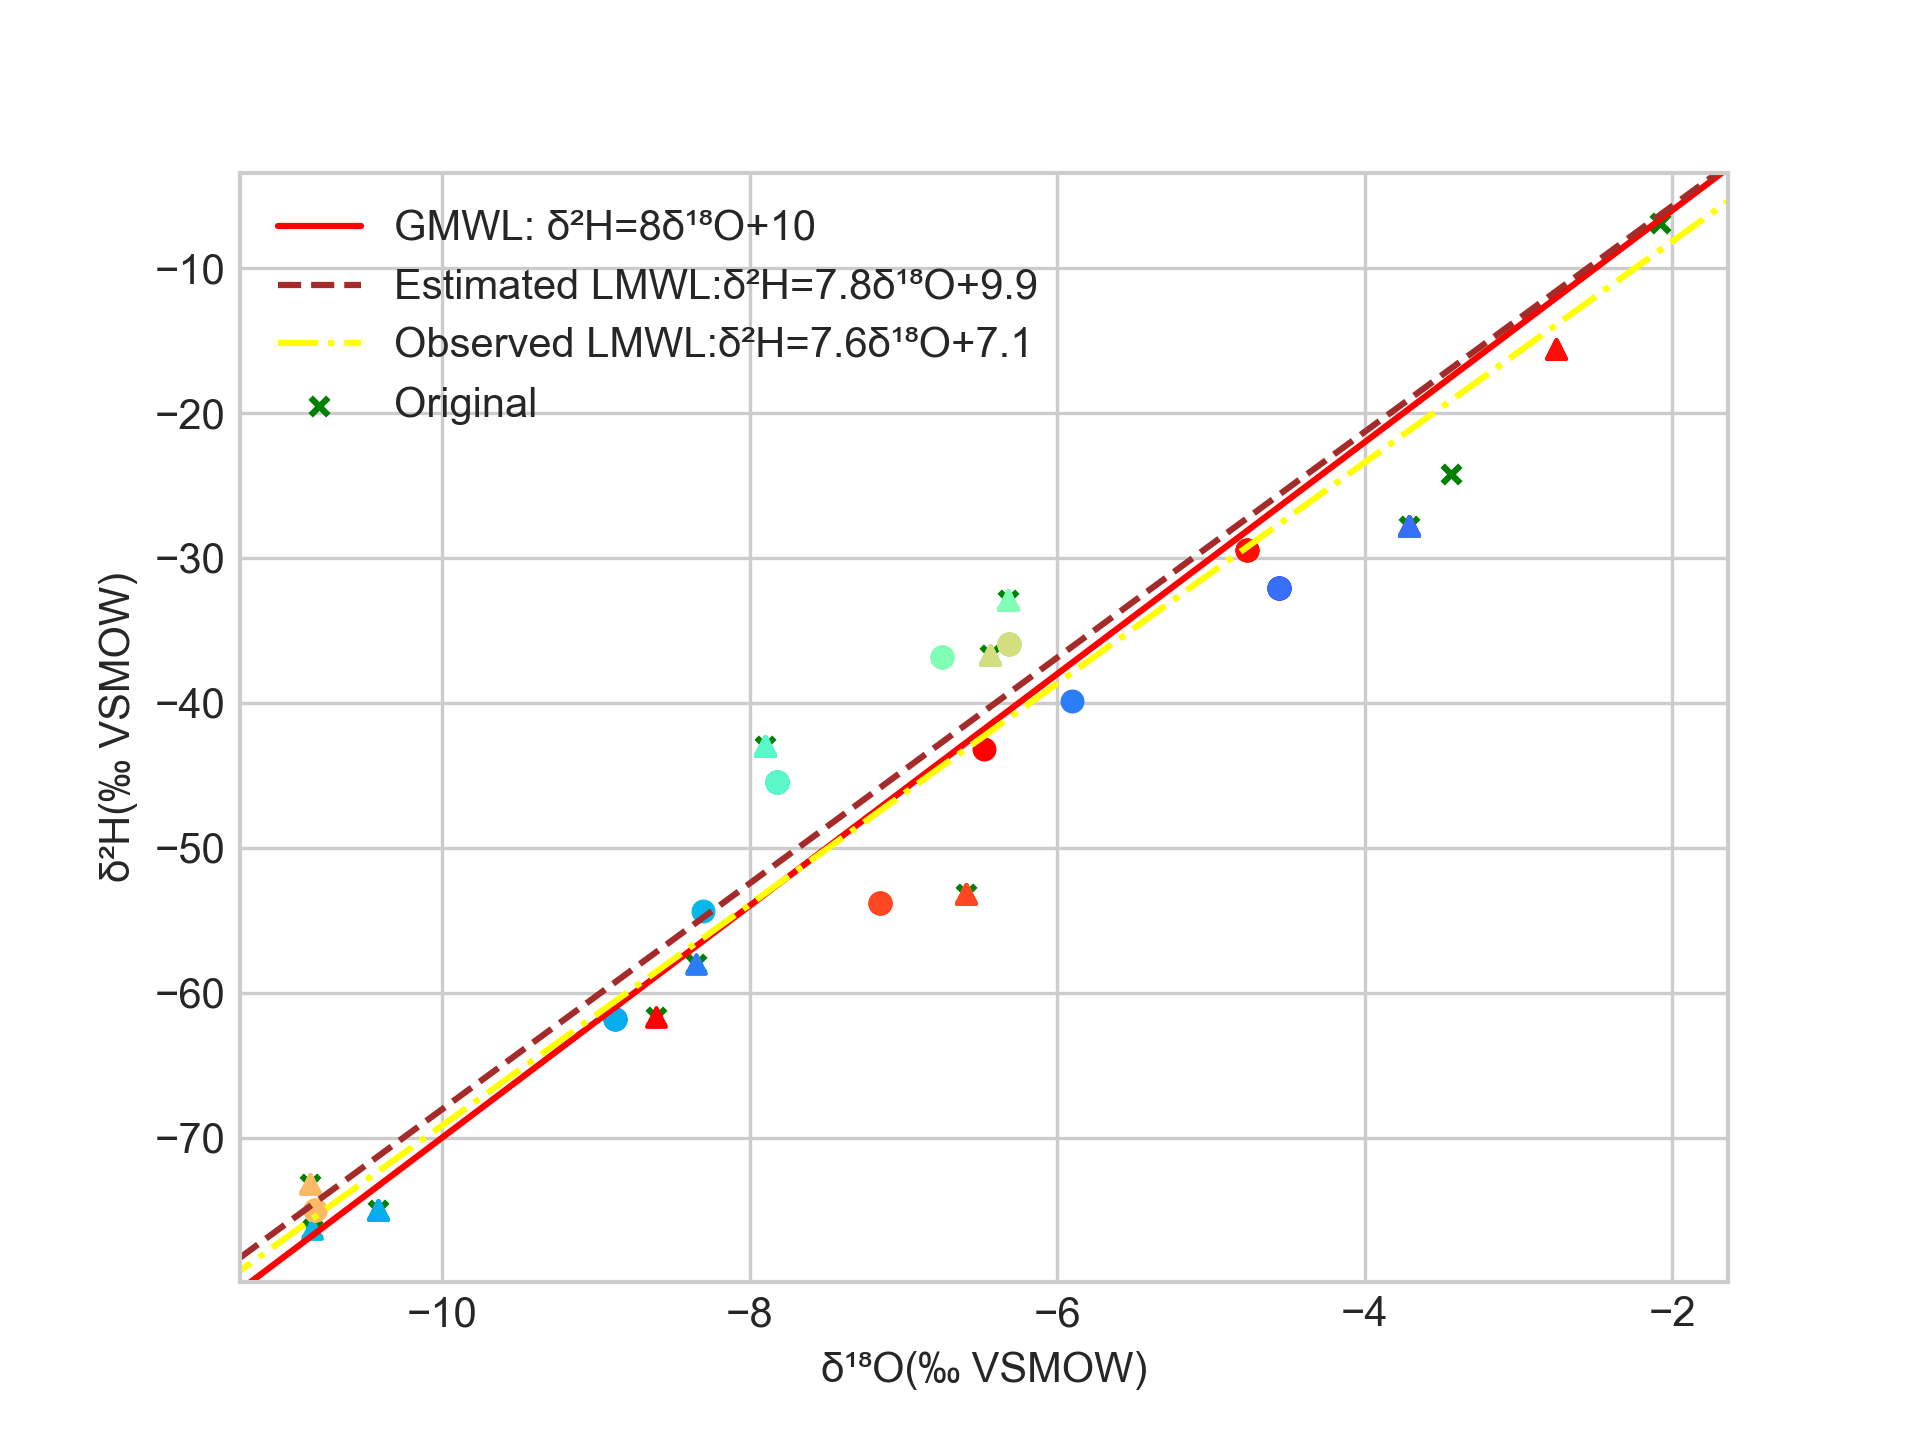 GMWL: δ²H=8δ¹⁸O+10
Estimated LMWL:δ²H=7.8δ¹⁸O+9.9
Observed LMWL:δ²H=7.6δ¹⁸O+7.1
Original
−10
−20
−30
−40
−50
−60
−70
δ²H(‰ VSMOW)
−10 −8 −6 −4 −2
δ¹⁸O(‰ VSMOW)